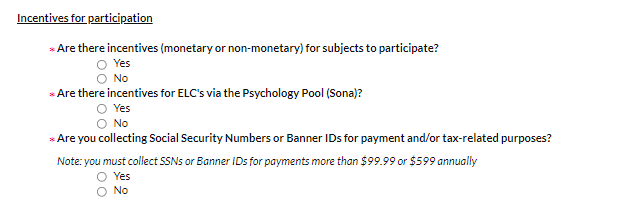 Incentives for participation
* Are there incentives (monetary or non-monetary) for subjects to participate?
Yes
No
* Are there incentives for ELC's via the Psychology Pool (Sona)?
Yes
No
* Are you collecting Social Security Numbers or Banner IDs for payment and/or tax-related purposes?
Note: you must collect SSNs or Banner IDs for payments more than $99.99 or $599 annually
Yes
No